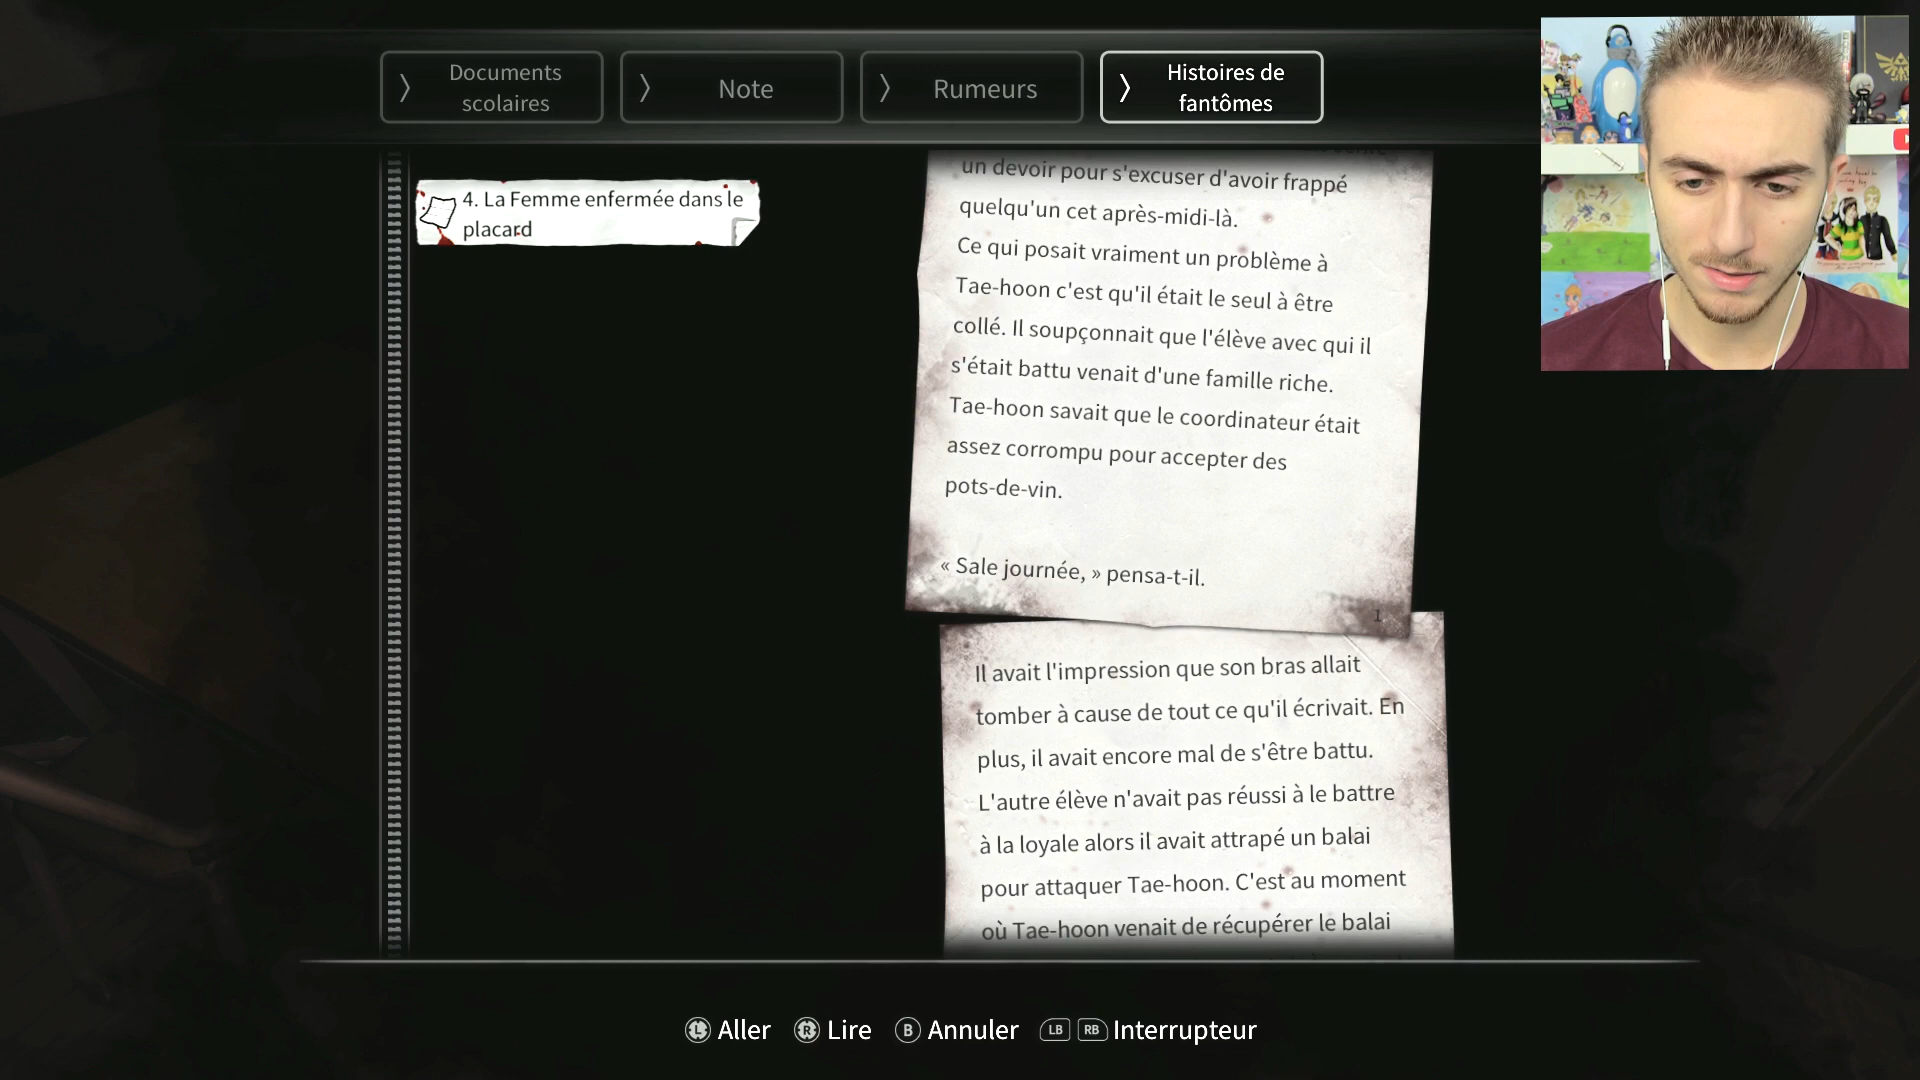 Documents
scolaires
Note
Rumeurs
Histoires de
fantômes
4. La Femme enfermée dans le
placard
un devoir pour s'excuser d'avoir frappé
quelqu'un cet après-midi-là.
Ce qui posait vraiment un problème à
Tae-hoon c'est qu'il était le seul à être
collé. Il soupçonnait que l'élève avec qui il
s'était battu venait d'une famille riche.
Tae-hoon savait que le coordinateur était
assez corrompu pour accepter des
pots-de-vin.
« Sale journée, » pensa-t-il.
1
Il avait l'impression que son bras allait
tomber à cause de tout ce qu'il écrivait. En
plus, il avait encore mal de s'être battu.
L'autre élève n'avait pas réussi à le battre
à la loyale alors il avait attrapé un balai
pour attaquer Tae-hoon. C'est au moment
où Tae-hoon venait de récupérer le balai
L Aller R Lire B Annuler LB RB Interrupteur